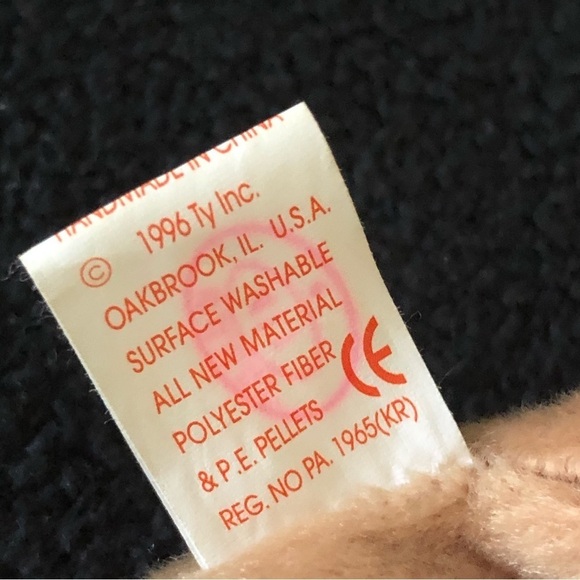 HANDMADE IN CHINA
© 1996 Ty Inc.
OAKBROOK, IL. U.S.A.
SURFACE WASHABLE
ALL NEW MATERIAL
POLYESTER FIBER
& P.E. PELLETS
REG. NO PA. 1965(KR)
CE